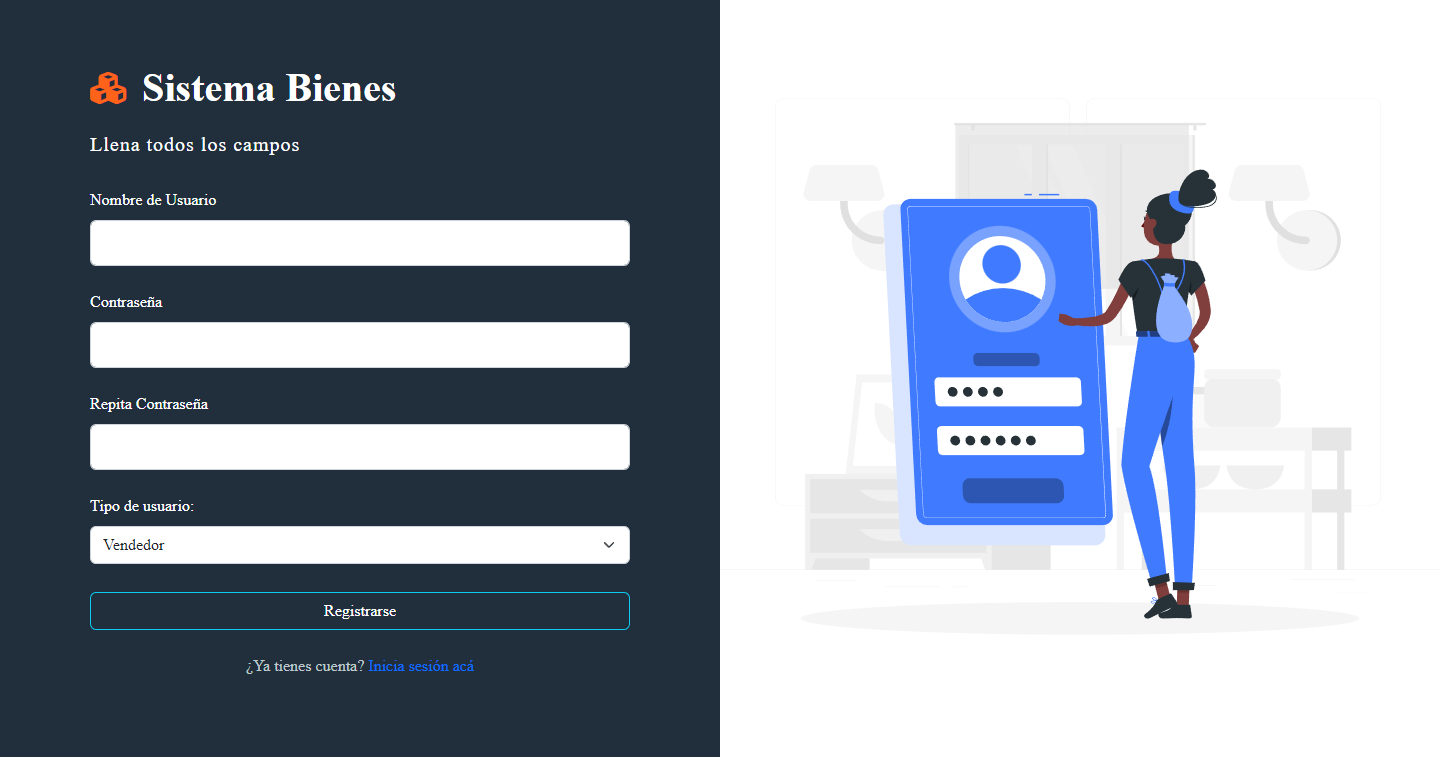 Sistema Bienes
Llena todos los campos
Nombre de Usuario
Contraseña
Repita Contraseña
Tipo de usuario:
Vendedor
Registrarse
¿Ya tienes cuenta? Inicia sesión acá